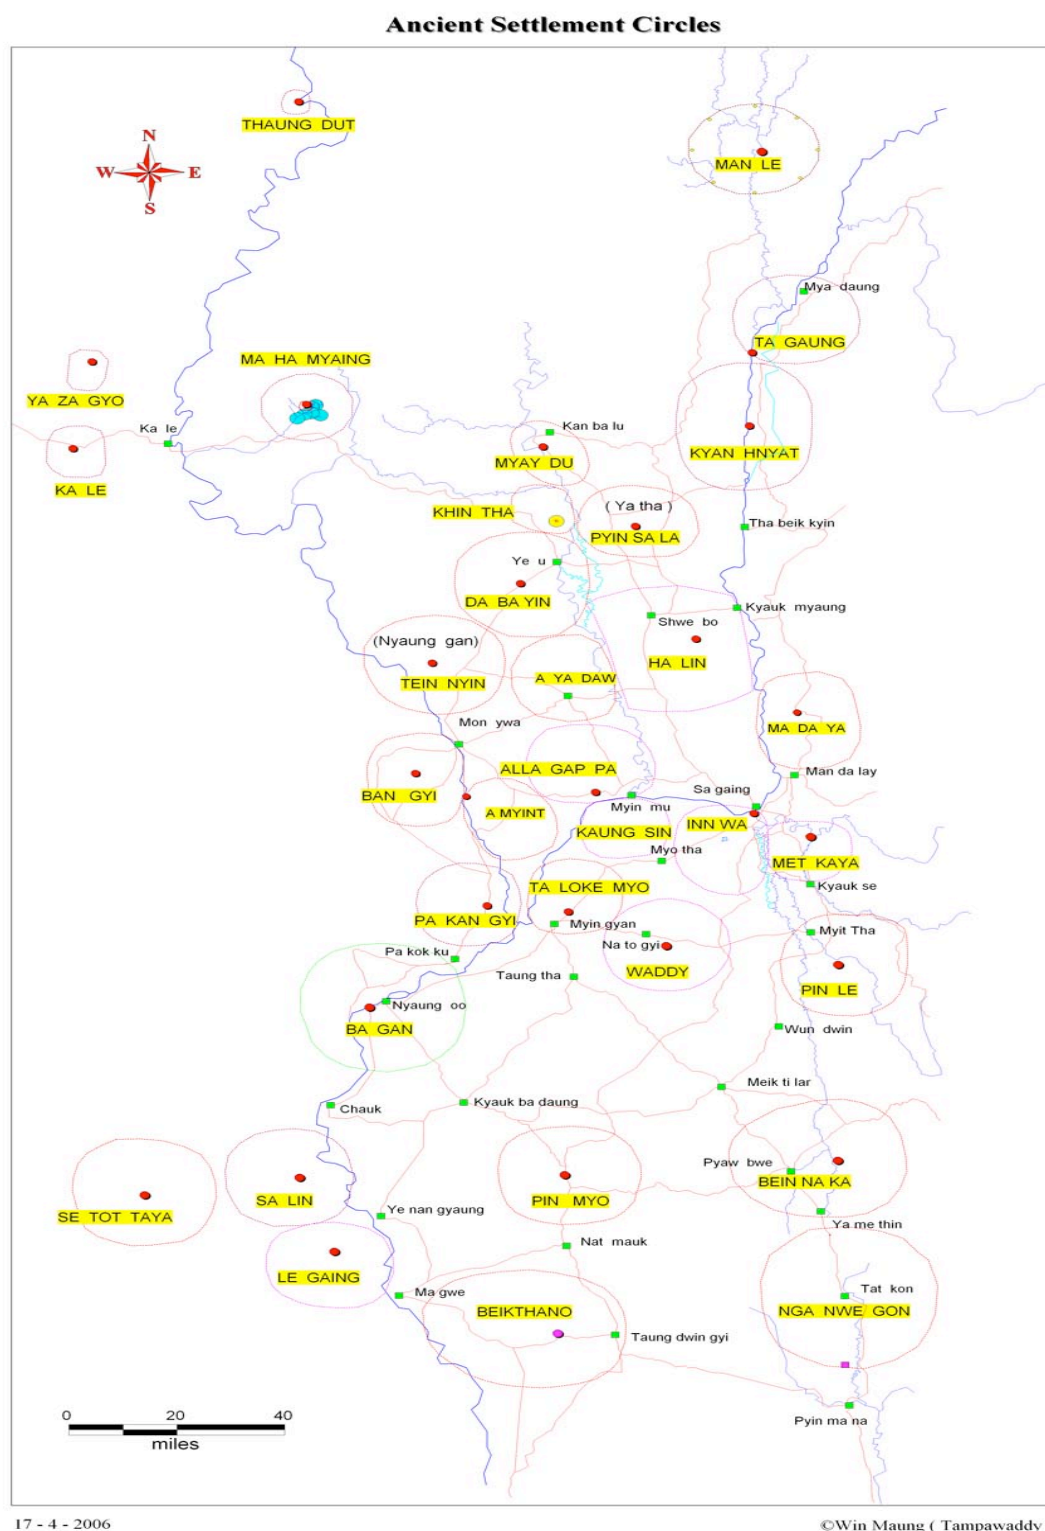 Ancient Settlement Circles
THAUNG DUT
N
W E
S
MAN LE
Mya daung
TA GAUNG
MA HA MYAING
YA ZA GYO
Ka le
KA LE
Kan ba lu
MYAY DU
KYAN HNYAT
KHIN THA
( Ya tha )
PYIN SA LA
Tha beik kyin
Ye u
DA BA YIN
Kyauk myaung
Shwe bo
(Nyaung gan)
HA LIN
TEIN NYIN
A YA DAW
Mon ywa
MA DA YA
ALLA GAP PA
Man da lay
BAN GYI
Sa gaing
A MYINT
Myin mu
INN WA
KAUNG SIN
Myo tha
MET KAYA
TA LOKE MYO
Kyauk se
PA KAN GYI
Myin gyan
Myit Tha
Na to gyi
Pa kok ku
WADDY
Taung tha
PIN LE
Nyaung oo
BA GAN
Wun dwin
Meik ti lar
Chauk
Kyauk ba daung
Pyaw bwe
BEIN NA KA
SA LIN
PIN MYO
SE TOT TAYA
Ye nan gyaung
Ya me thin
Nat mauk
LE GAING
Ma gwe
Tat kon
BEIKTHANO
NGA NWE GON
Taung dwin gyi
0 20 40
miles
Pyin ma na
17 - 4 - 2006
©Win Maung ( Tampawaddy